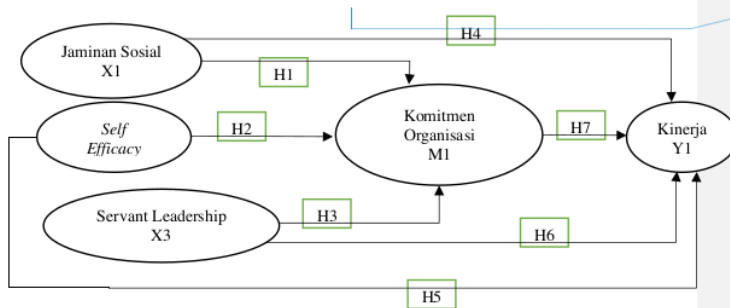 H4
Jaminan Sosial
X1
H1
Self
Efficacy
H2
Komitmen
Organisasi
M1
H7
Kinerja
Y1
Servant Leadership
X3
H3
H6
H5